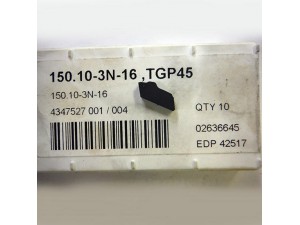 150.10-3N-16 ,TGP45
150.10-3N-16
4347527 001 / 004
QTY 10
02636645
EDP 42517